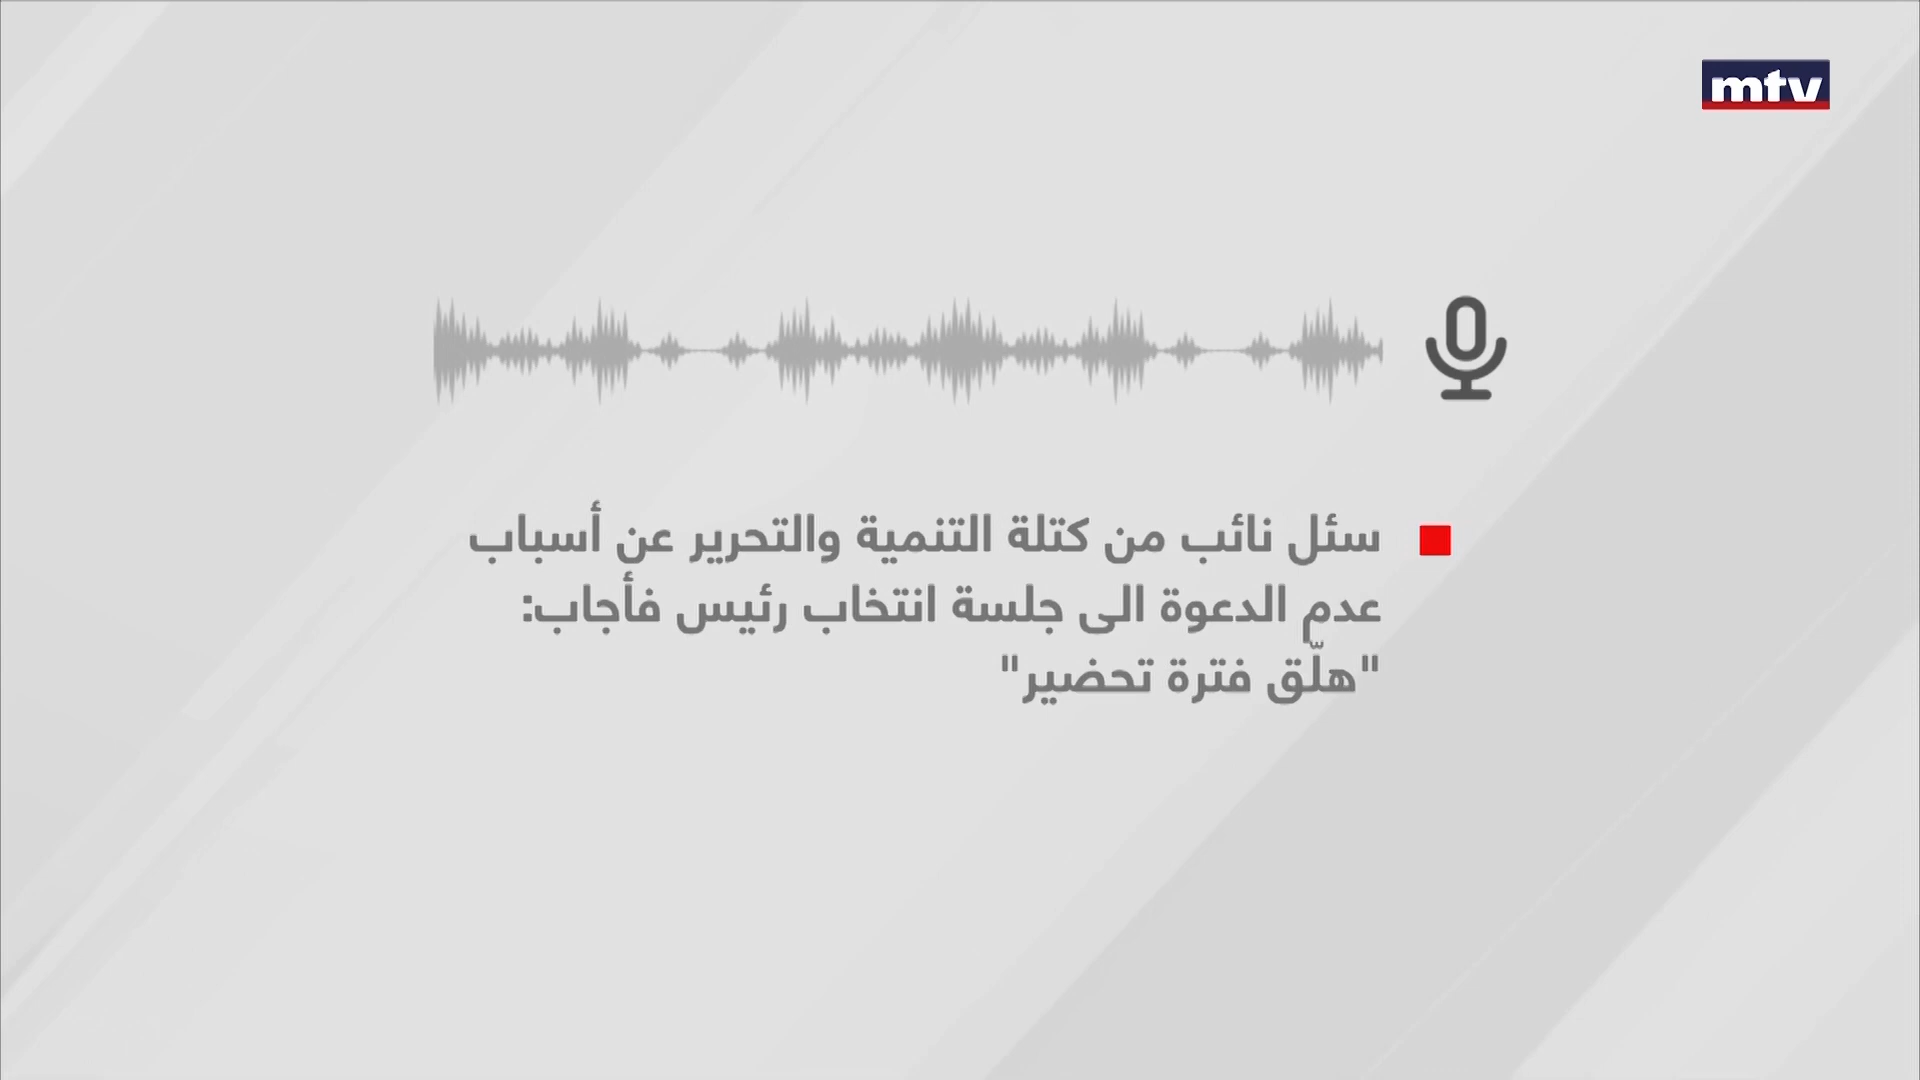 mtv
سئل نائب من كتلة التنمية والتحرير عن أسباب
عدم الدعوة الى جلسة انتخاب رئيس فأجاب:
"هلّق فترة تحضير"